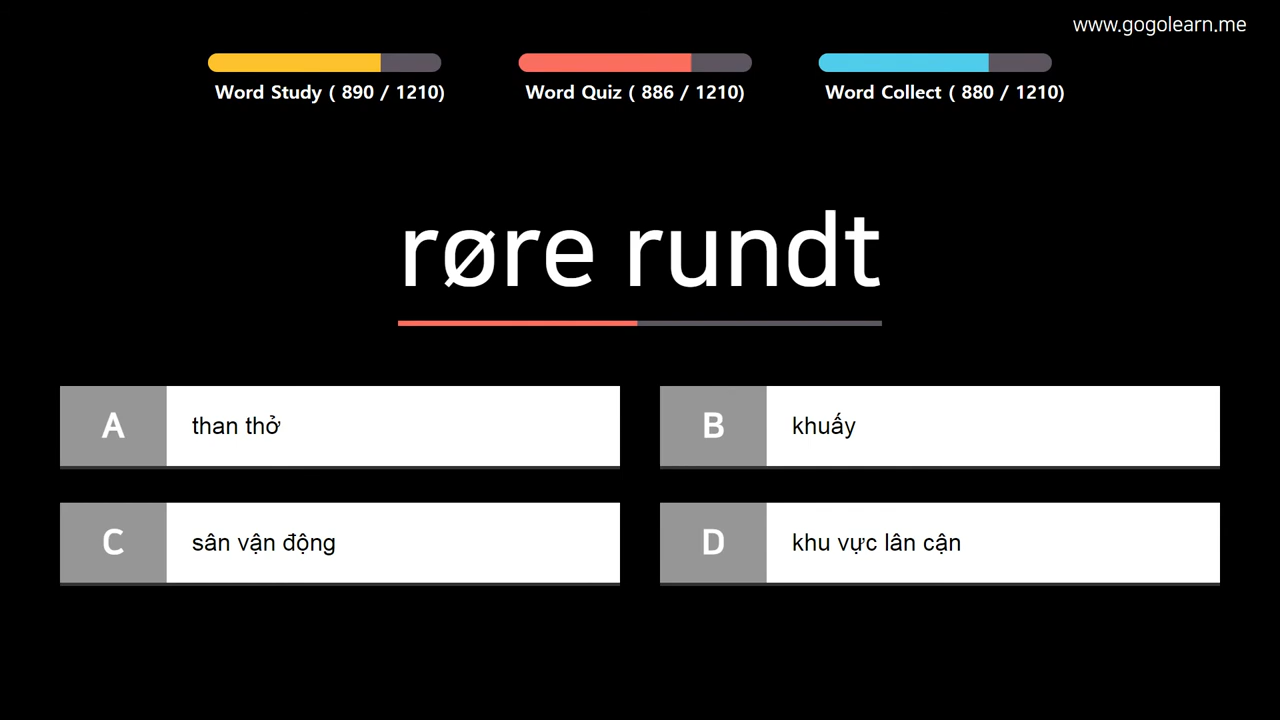 www.gogolearn.me
Word Study ( 890 / 1210)
Word Quiz ( 886 / 1210)
Word Collect ( 880 / 1210)
røre rundt
A
than thở
B
khuấy
C
sân vận động
D
khu vực lân cận